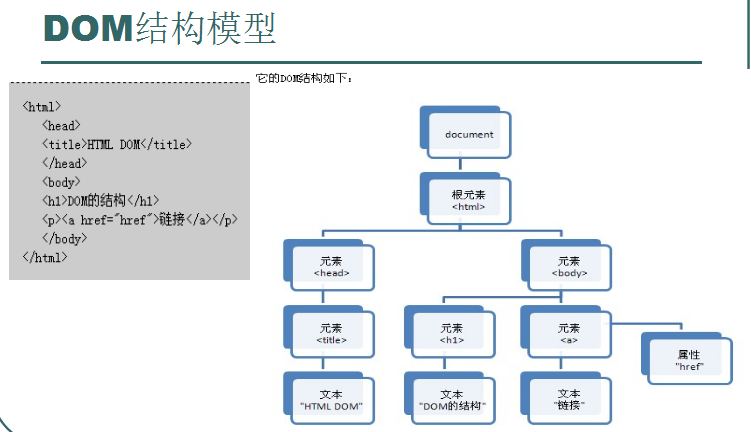 DOM结构模型
它的DOM结构如下：
<html>
<head>
<title>HTML DOM</title>
</head>
<body>
<h1>DOM的结构</h1>
<p><a href="href">链接</a></p>
</body>
</html>
document
根元素
<html>
元素
<head>
元素
<body>
元素
<title>
元素
<h1>
元素
<a>
属性
"href"
文本
"HTML DOM"
文本
"DOM的结构"
文本
"链接"